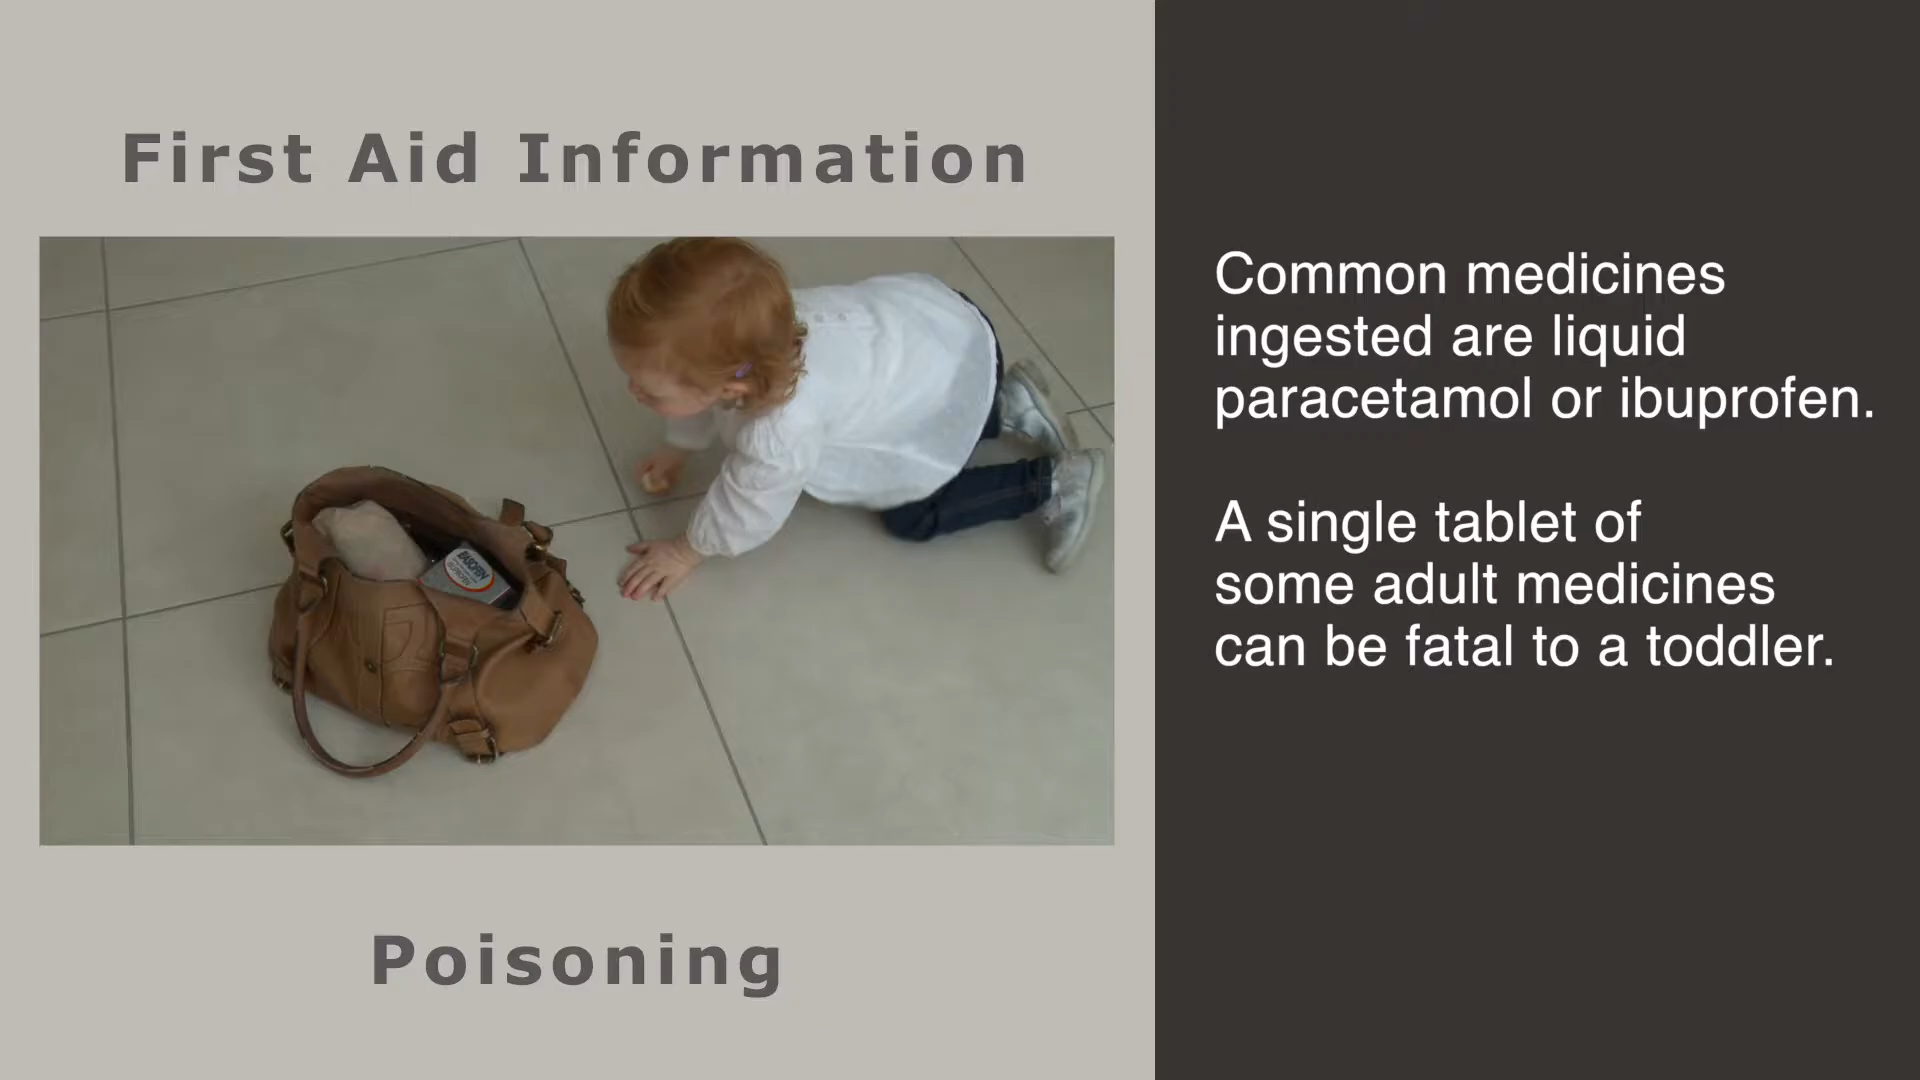 First Aid Information
Common medicines
ingested are liquid
paracetamol or ibuprofen.
A single tablet of
some adult medicines
can be fatal to a toddler.
Poisoning